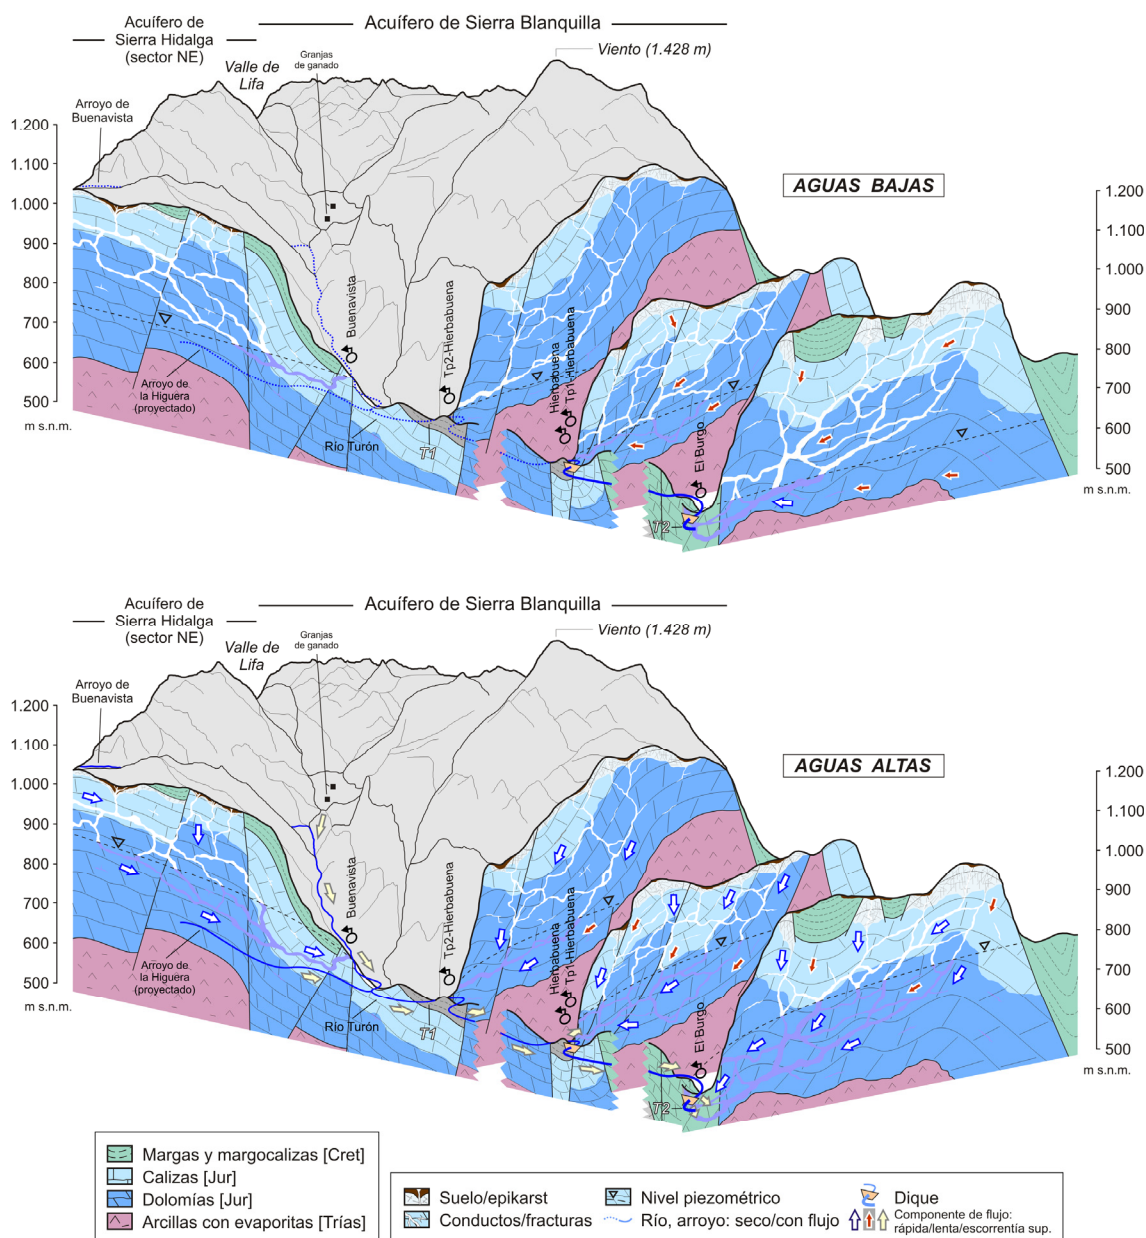 Acuífero de
Sierra Hidalga
(sector NE)
Acuífero de Sierra Blanquilla
Viento (1.428 m)
Granjas
de ganado
Valle de
Lifa
Arroyo de
Buenavista
1.200
1.100
1.000
900
800
700
600
500
m s.n.m.
AGUAS BAJAS
1.200
1.100
1.000
900
800
700
600
500
m s.n.m.
Buenavista
Tp2-Hierbabuena
Hierbabuena
Tp1-Hierbabuena
El Burgo
Arroyo de
la Higuera
(proyectado)
Río Turón
T1
T2
Acuífero de
Sierra Hidalga
(sector NE)
Acuífero de Sierra Blanquilla
Viento (1.428 m)
Granjas
de ganado
Valle de
Lifa
Arroyo de
Buenavista
1.200
1.100
1.000
900
800
700
600
500
m s.n.m.
AGUAS ALTAS
1.200
1.100
1.000
900
800
700
600
500
m s.n.m.
Buenavista
Tp2-Hierbabuena
Hierbabuena
Tp1-Hierbabuena
El Burgo
Arroyo de
la Higuera
(proyectado)
Río Turón
T1
T2
Margas y margocalizas [Cret]
Calizas [Jur]
Dolomías [Jur]
Arcillas con evaporitas [Trías]
Suelo/epikarst
Conductos/fracturas
Nivel piezométrico
Río, arroyo: seco/con flujo
Dique
Componente de flujo:
rápida/lenta/escorrentía sup.